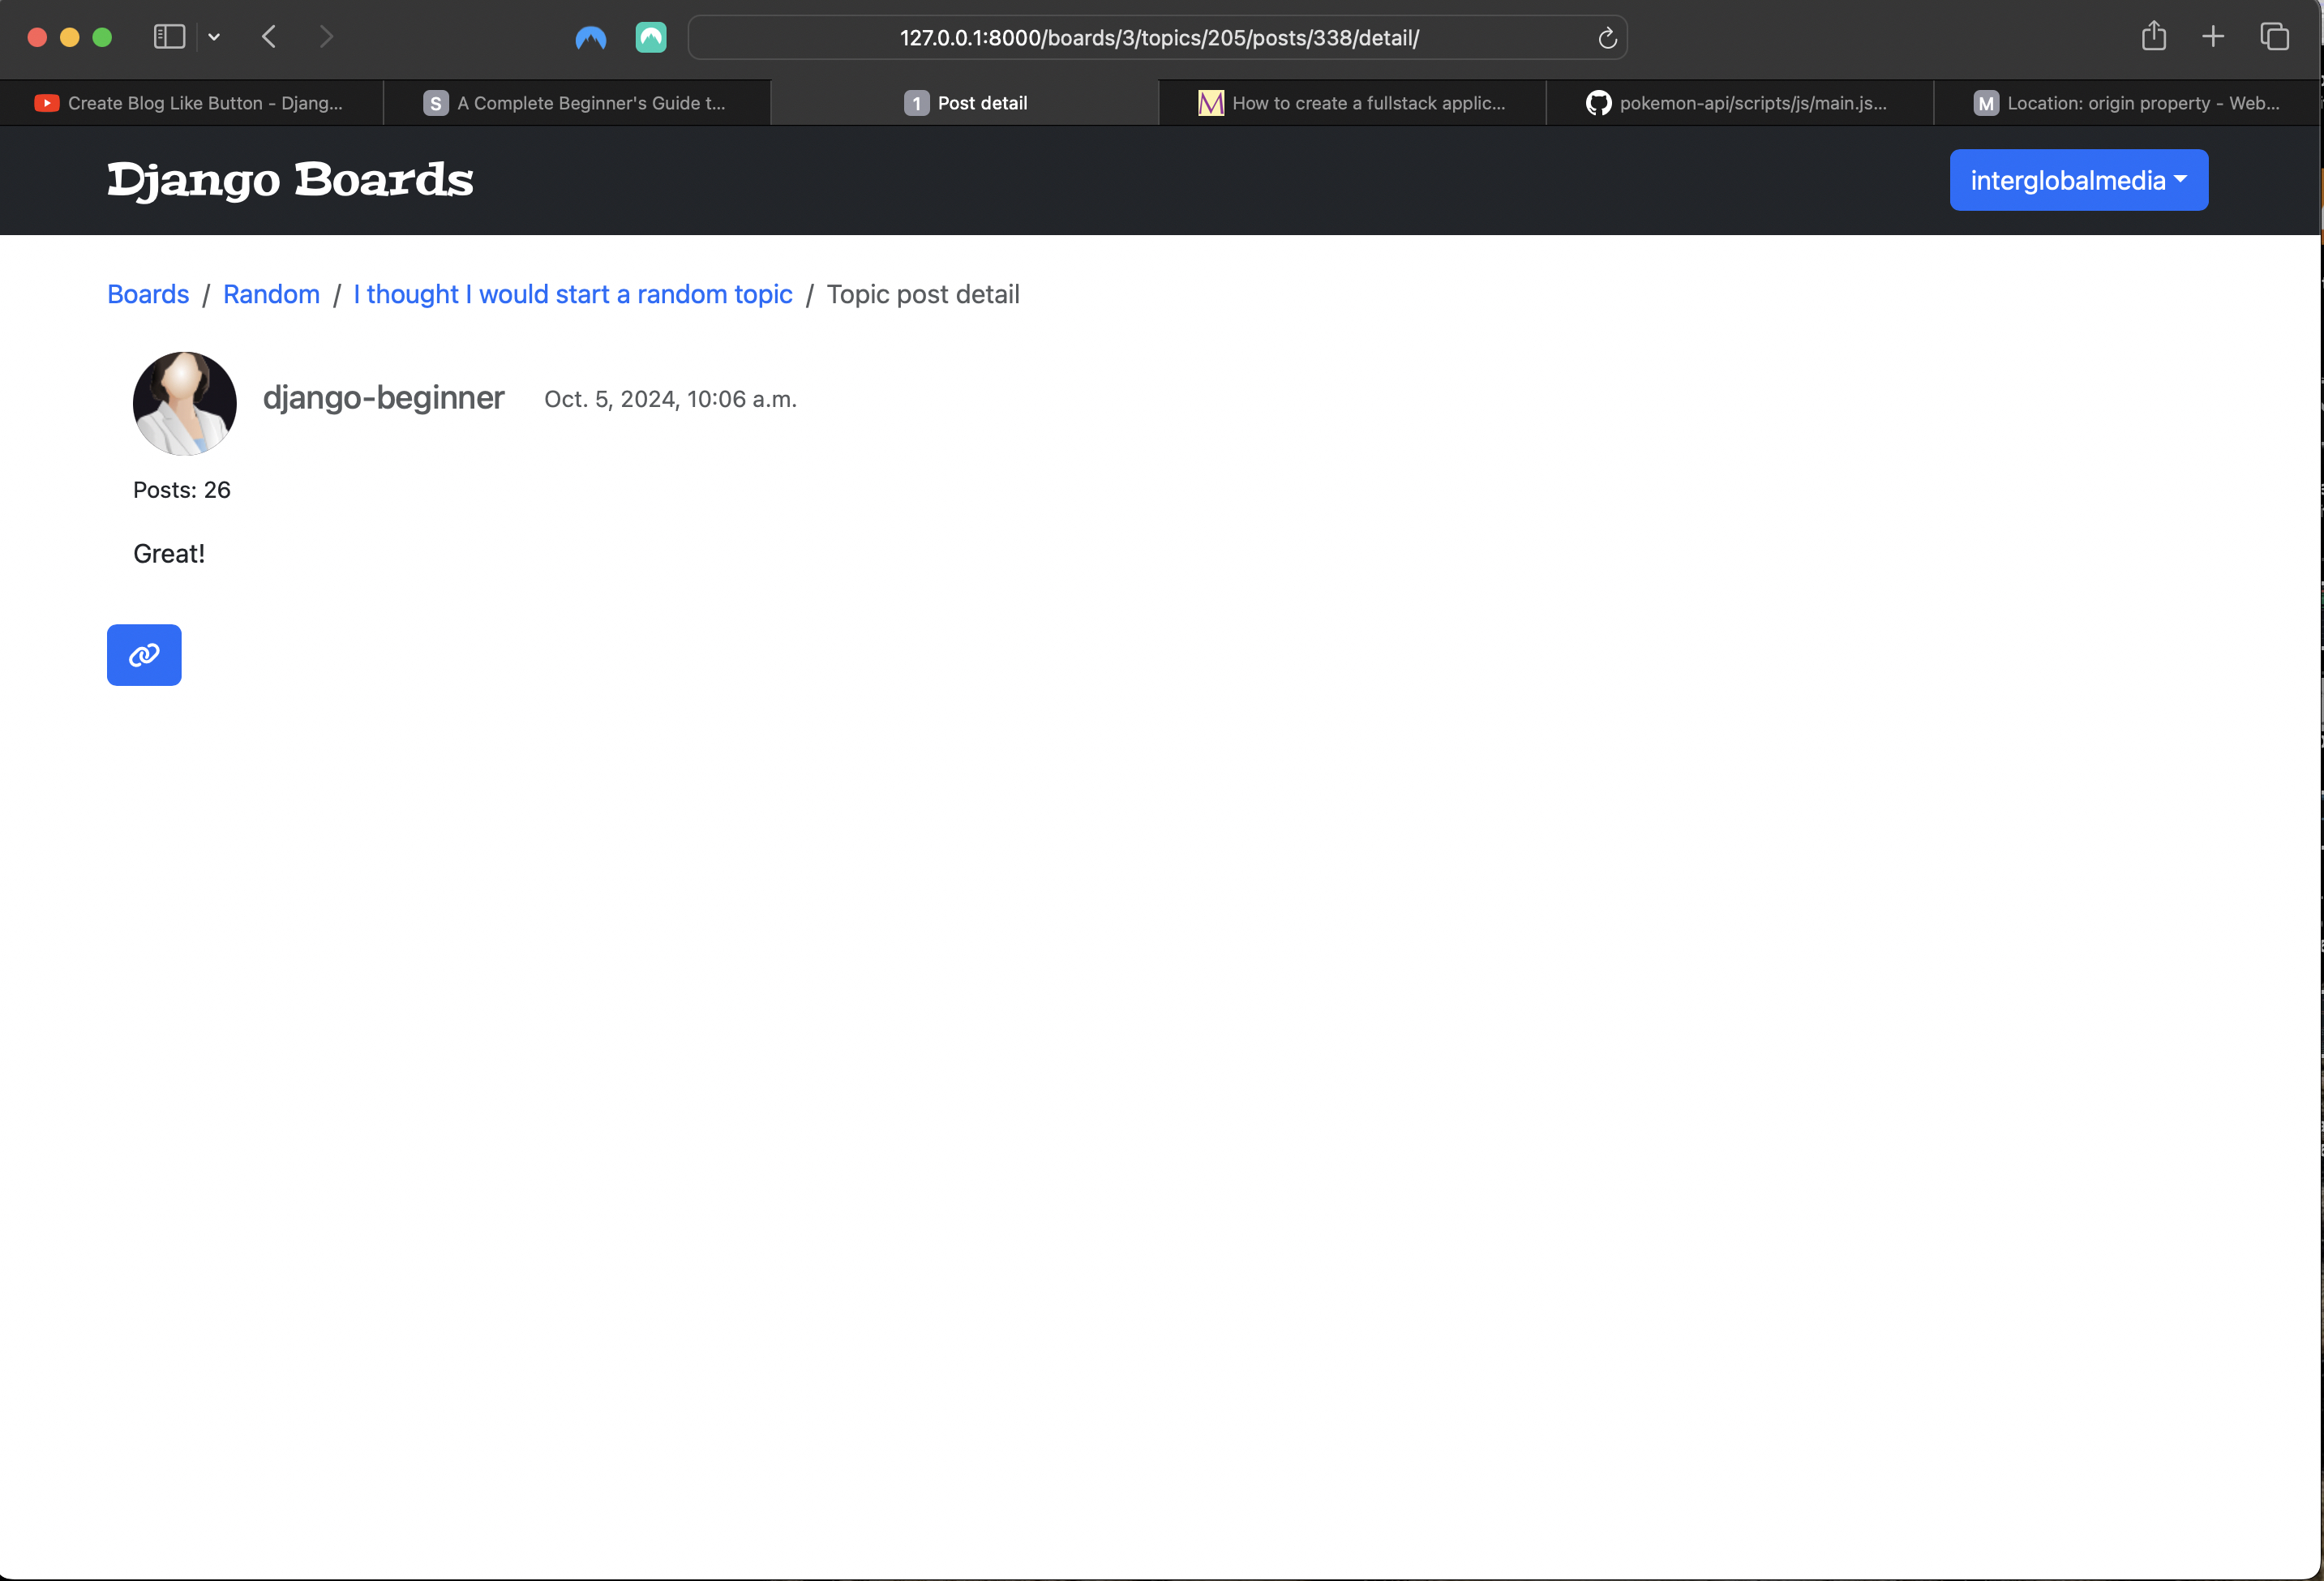 127.0.0.1:8000/boards/3/topics/205/posts/338/detail/
Create Blog Like Button - Djang...
S A Complete Beginner's Guide t...
1 Post detail
M How to create a fullstack applic...
pokemon-api/scripts/js/main.js...
M Location: origin property - Web...
Django Boards
interglobalmedia
Boards / Random / I thought I would start a random topic / Topic post detail
django-beginner Oct. 5, 2024, 10:06 a.m.
Posts: 26
Great!